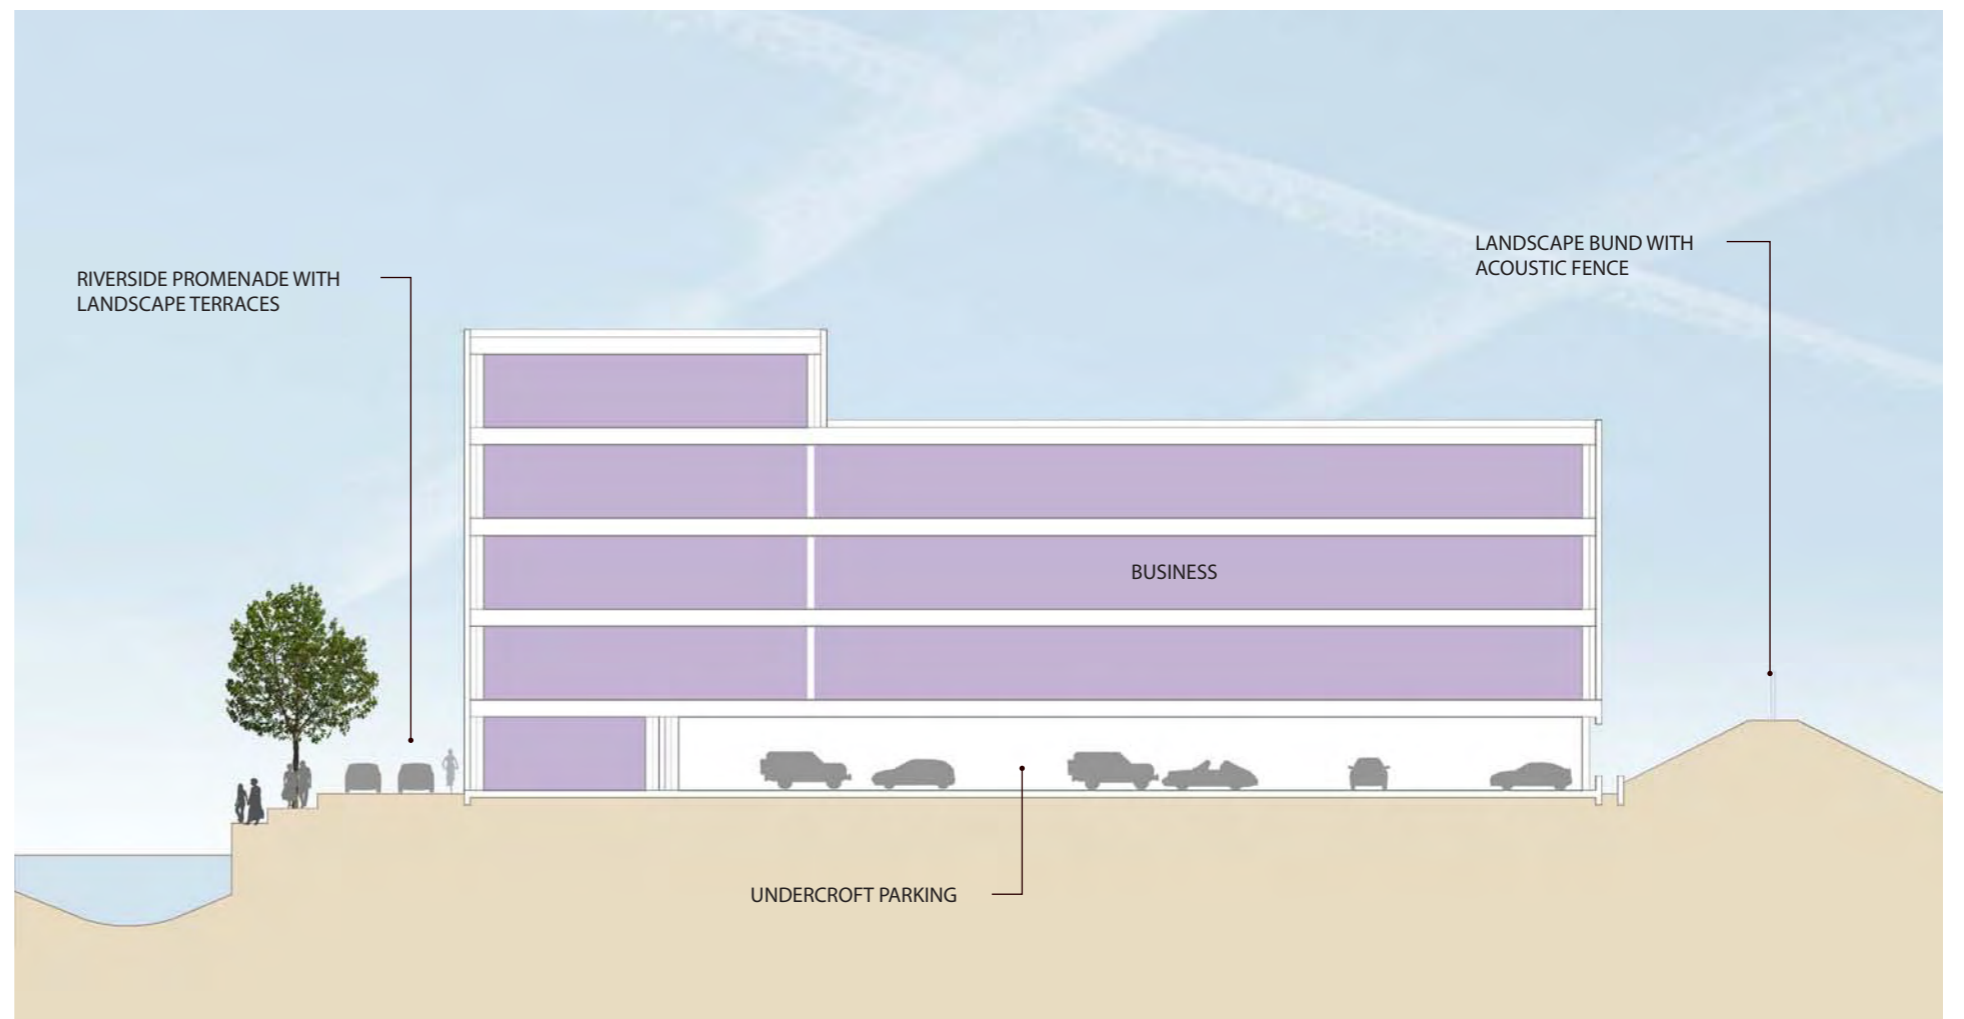 LANDSCAPE BUND WITH
ACOUSTIC FENCE
RIVERSIDE PROMENADE WITH
LANDSCAPE TERRACES
BUSINESS
UNDERCROFT PARKING